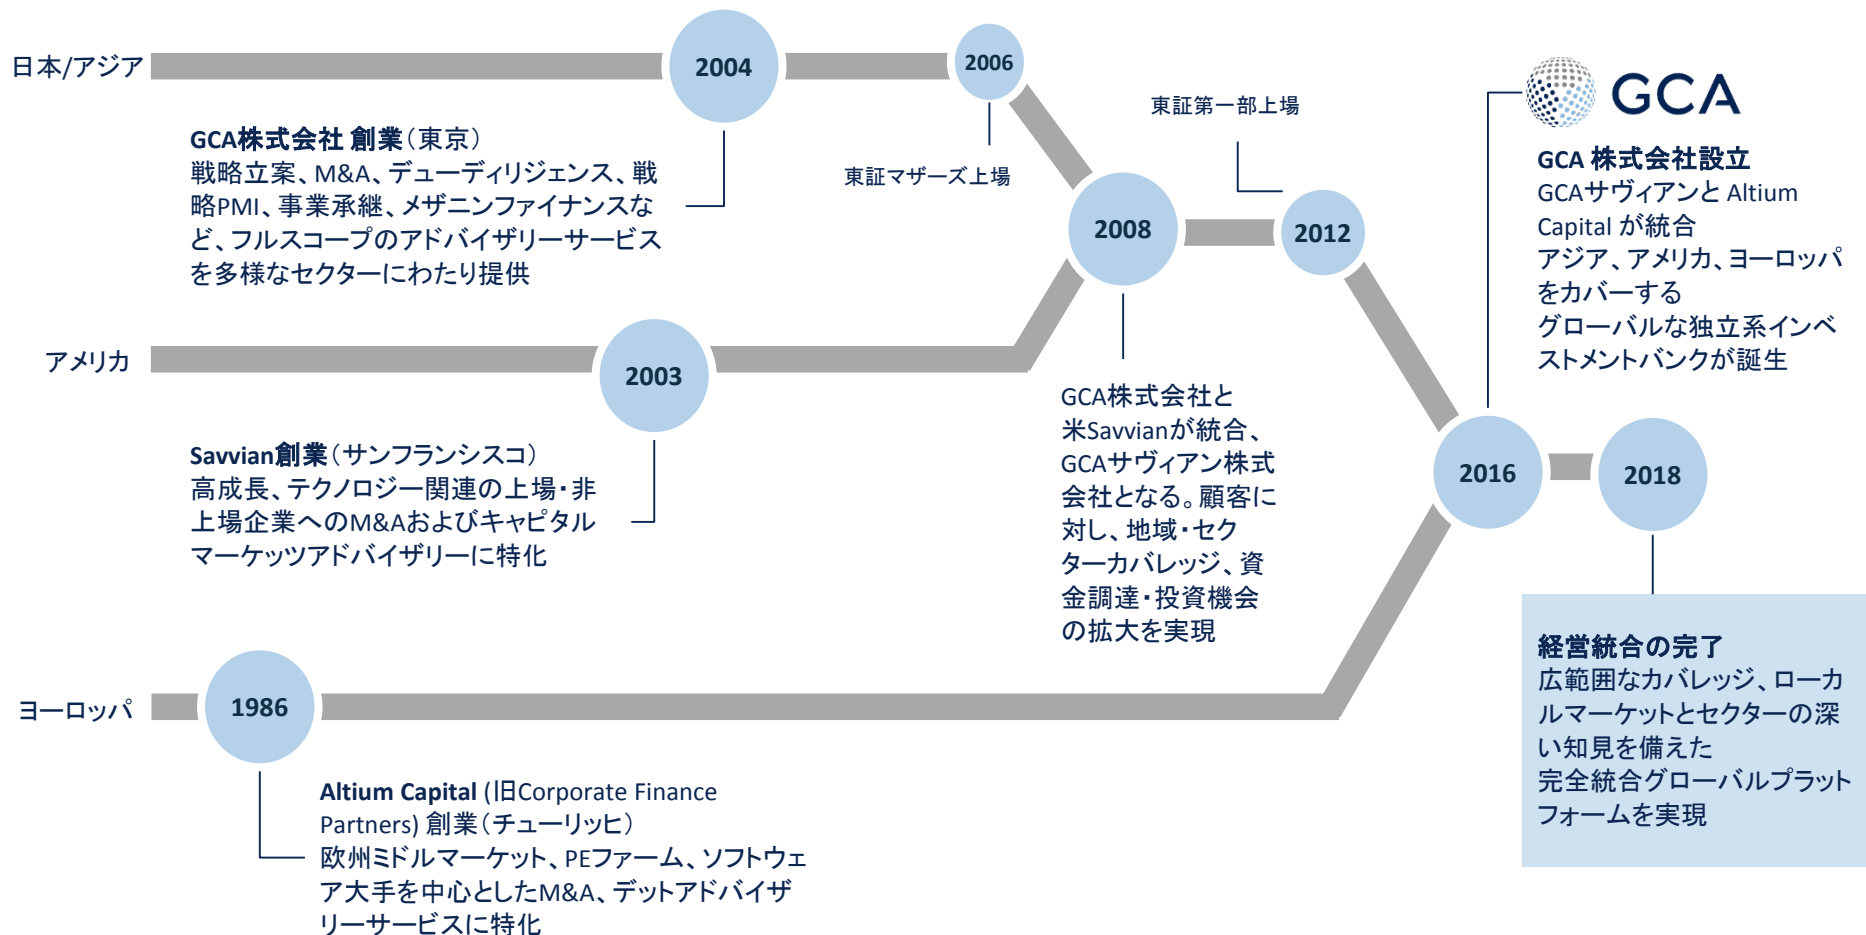 日本/アジア
2004
2006
東証マザーズ上場
GCA株式会社 創業（東京）
戦略立案、M&A、デューディリジェンス、戦
略PMI、事業承継、メザニンファイナンスな
ど、フルスコープのアドバイザリーサービス
を多様なセクターにわたり提供
アメリカ
2003
Savvian創業（サンフランシスコ）
高成長、テクノロジー関連の上場・非
上場企業へのM&Aおよびキャピタル
マーケッツアドバイザリーに特化
2008
GCA株式会社と
米Savvianが統合、
GCAサヴィアン株式
会社となる。顧客に
対し、地域・セク
ターカバレッジ、資
金調達・投資機会
の拡大を実現
東証第一部上場
2012
ヨーロッパ
1986
Altium Capital (旧Corporate Finance
Partners) 創業（チューリッヒ）
欧州ミドルマーケット、PEファーム、ソフトウェ
ア大手を中心としたM&A、デットアドバイザ
リーサービスに特化
GCA
GCA 株式会社設立
GCAサヴィアンと Altium
Capital が統合
アジア、アメリカ、ヨーロッパ
をカバーする
グローバルな独立系インベ
ストメントバンクが誕生
2016
2018
経営統合の完了
広範囲なカバレッジ、ローカ
ルマーケットとセクターの深
い知見を備えた
完全統合グローバルプラット
フォームを実現